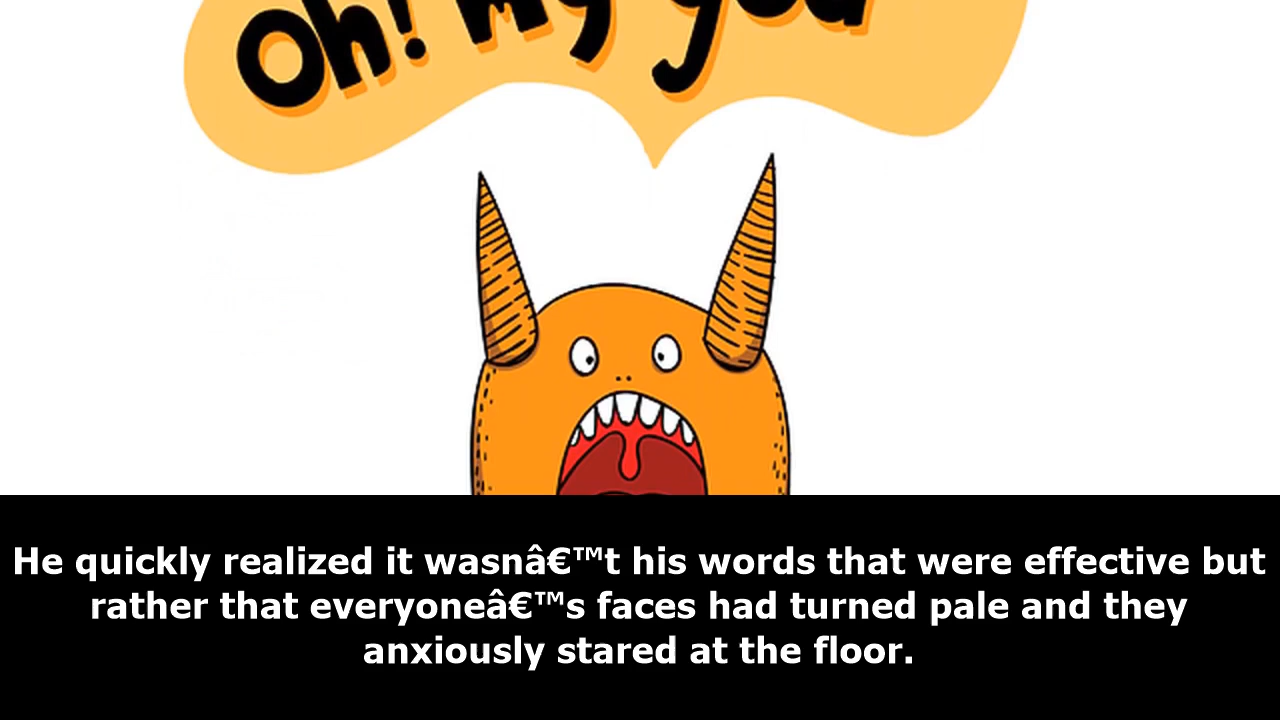 Oh! My god
He quickly realized it wasnâ€™t his words that were effective but
rather that everyoneâ€™s faces had turned pale and they
anxiously stared at the floor.